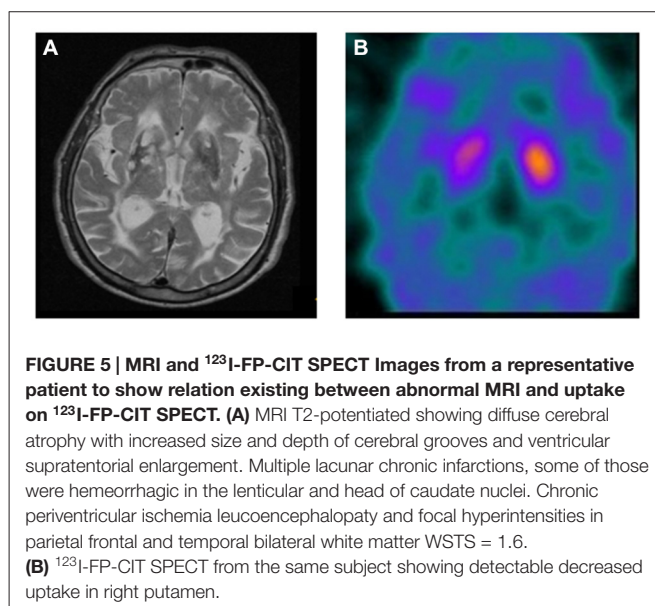 A
B
FIGURE 5 | MRI and ¹²³I-FP-CIT SPECT Images from a representative
patient to show relation existing between abnormal MRI and uptake
on ¹²³I-FP-CIT SPECT. (A) MRI T2-potentiated showing diffuse cerebral
atrophy with increased size and depth of cerebral grooves and ventricular
supratentorial enlargement. Multiple lacunar chronic infarctions, some of those
were hemeorrhagic in the lenticular and head of caudate nuclei. Chronic
periventricular ischemia leucoencephalopaty and focal hyperintensities in
parietal frontal and temporal bilateral white matter WSTS = 1.6.
(B) ¹²³I-FP-CIT SPECT from the same subject showing detectable decreased
uptake in right putamen.